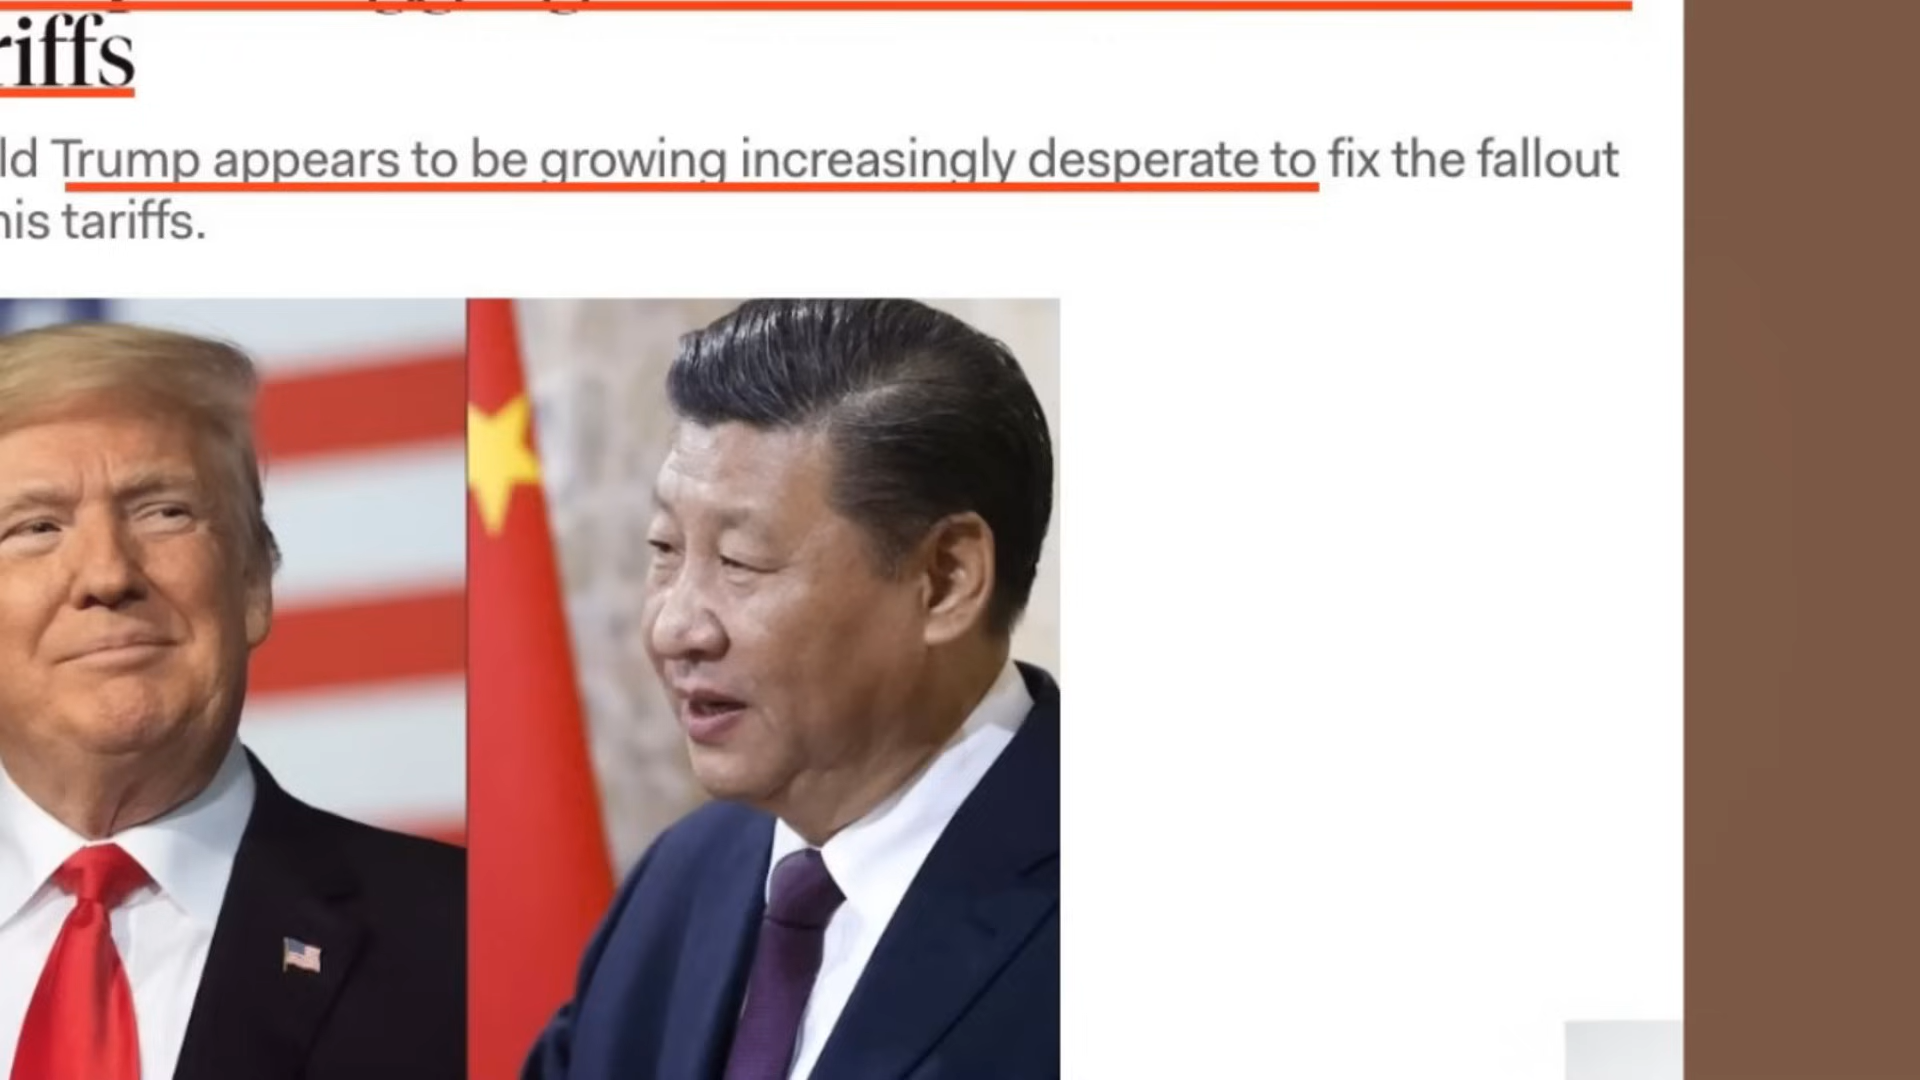 riffs
ld Trump appears to be growing increasingly desperate to fix the fallout
his tariffs.